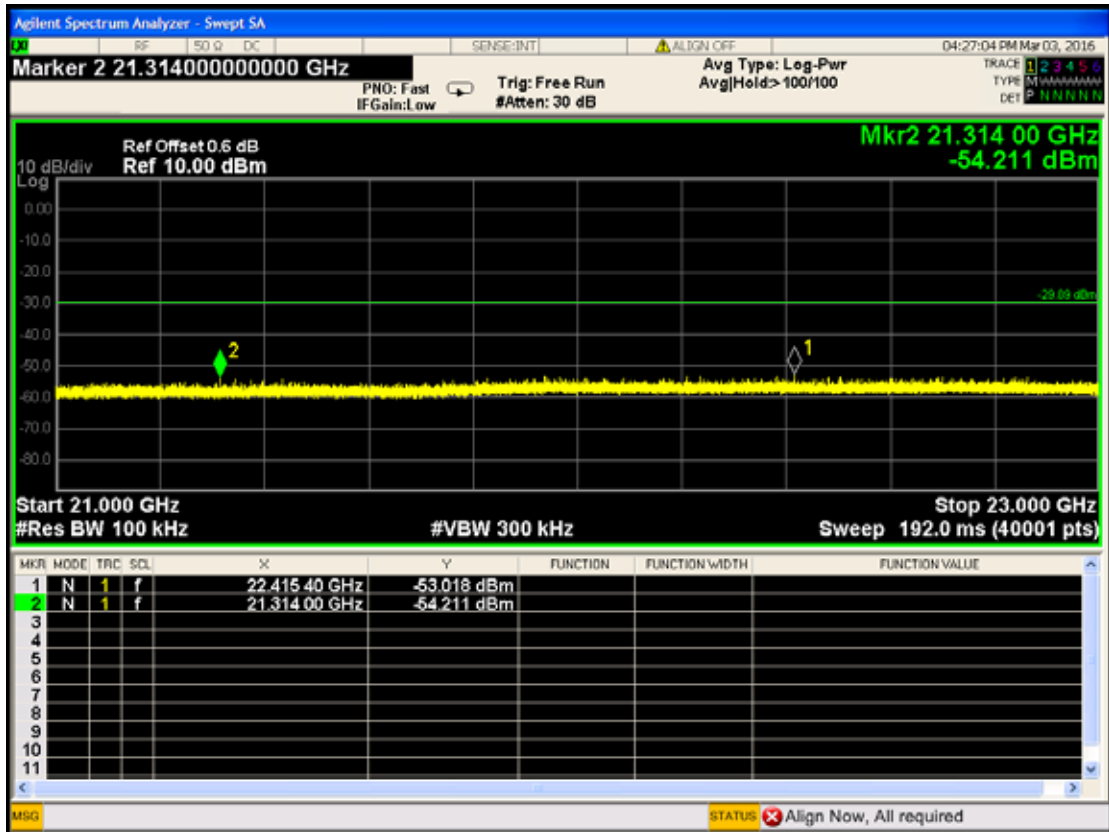 Agilent Spectrum Analyzer - Swept SA
LXI RF 50 Ω DC SENSE:INT ALIGN OFF 04:27:04 PM Mar 03, 2016
Marker 2 21.314000000000 GHz
PNO: Fast
IFGain:Low
Trig: Free Run
#Atten: 30 dB
Avg Type: Log-Pwr
Avg|Hold:>100/100
TRACE 1 2 3 4 5 6
TYPE M
DET P N N N N N
Mkr2 21.314 00 GHz
-54.211 dBm
Ref Offset 0.6 dB
10 dB/div Ref 10.00 dBm
Log
0.00
-10.0
-20.0
-30.0
-29.09 dBm
-40.0
2
1
-50.0
-60.0
-70.0
-80.0
Start 21.000 GHz Stop 23.000 GHz
#Res BW 100 kHz #VBW 300 kHz Sweep 192.0 ms (40001 pts)
MKR MODE TRC SCL X Y FUNCTION FUNCTION WIDTH FUNCTION VALUE
1 N 1 f 22.415 40 GHz -53.018 dBm
2 N 1 f 21.314 00 GHz -54.211 dBm
3
4
5
6
7
8
9
10
11
MSG STATUS Align Now, All required